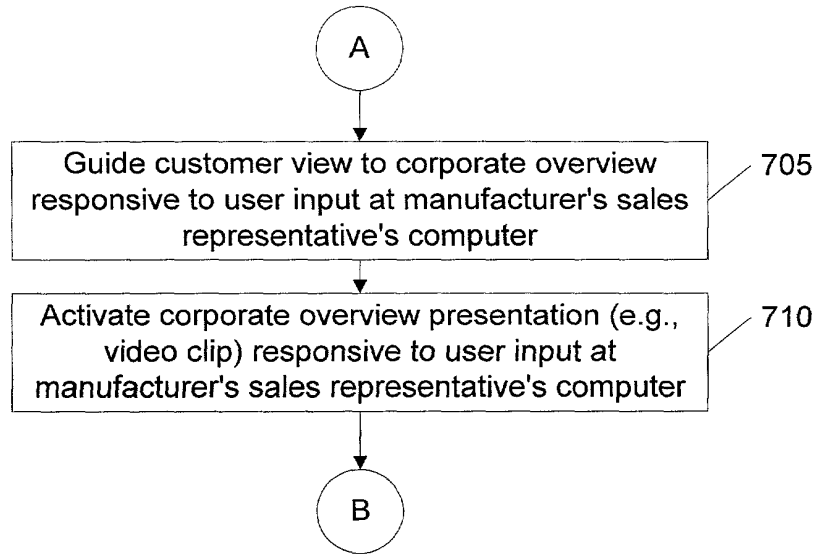 A
Guide customer view to corporate overview
responsive to user input at manufacturer's sales
representative's computer
705
Activate corporate overview presentation (e.g.,
video clip) responsive to user input at
manufacturer's sales representative's computer
710
B